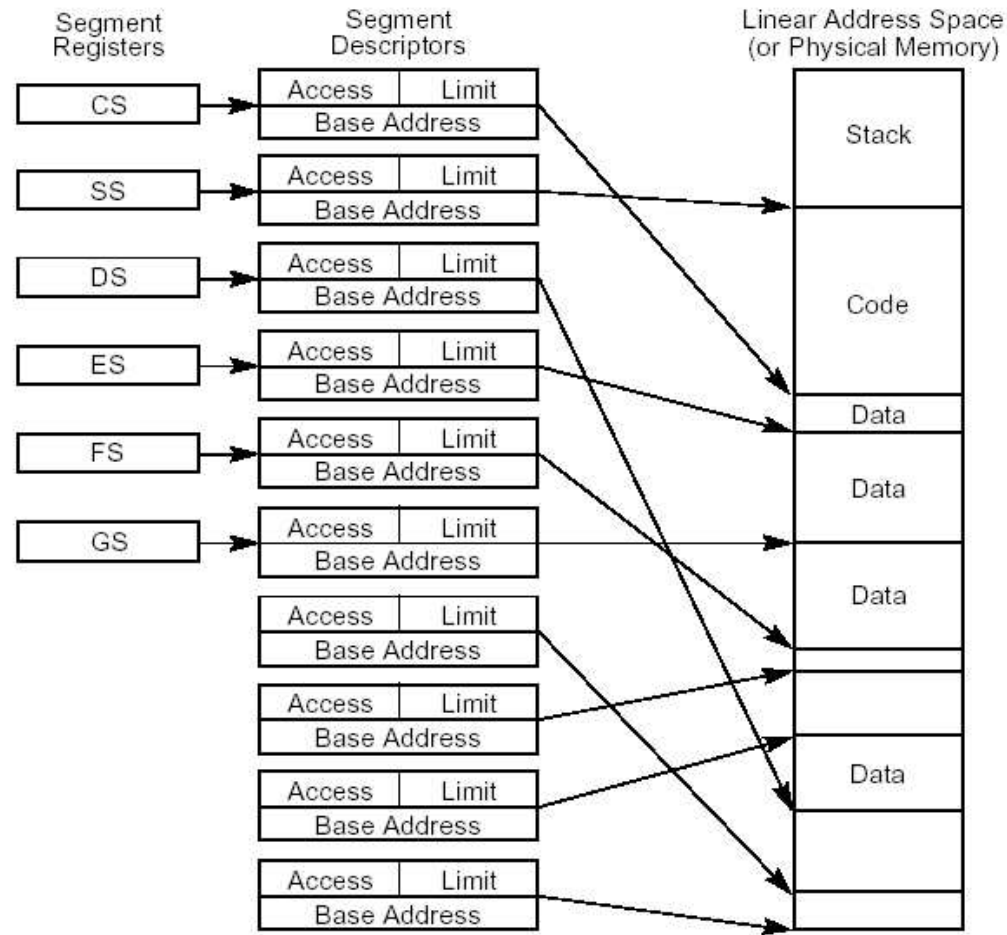 Segment
Registers
Segment
Descriptors
Linear Address Space
(or Physical Memory)
CS
Access Limit
Base Address
Stack
SS
Access Limit
Base Address
DS
Access Limit
Base Address
Code
ES
Access Limit
Base Address
Data
FS
Access Limit
Base Address
Data
GS
Access Limit
Base Address
Data
Access Limit
Base Address
Access Limit
Base Address
Access Limit
Base Address
Data
Access Limit
Base Address